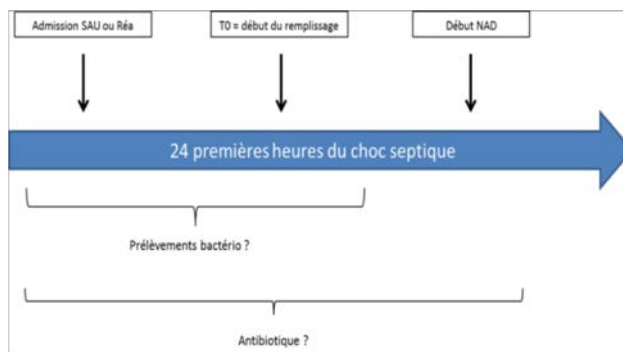 Admission SAU ou Réa
T0 = début du remplissage
Début NAD
24 premières heures du choc septique
Prélèvements bactério ?
Antibiotique ?